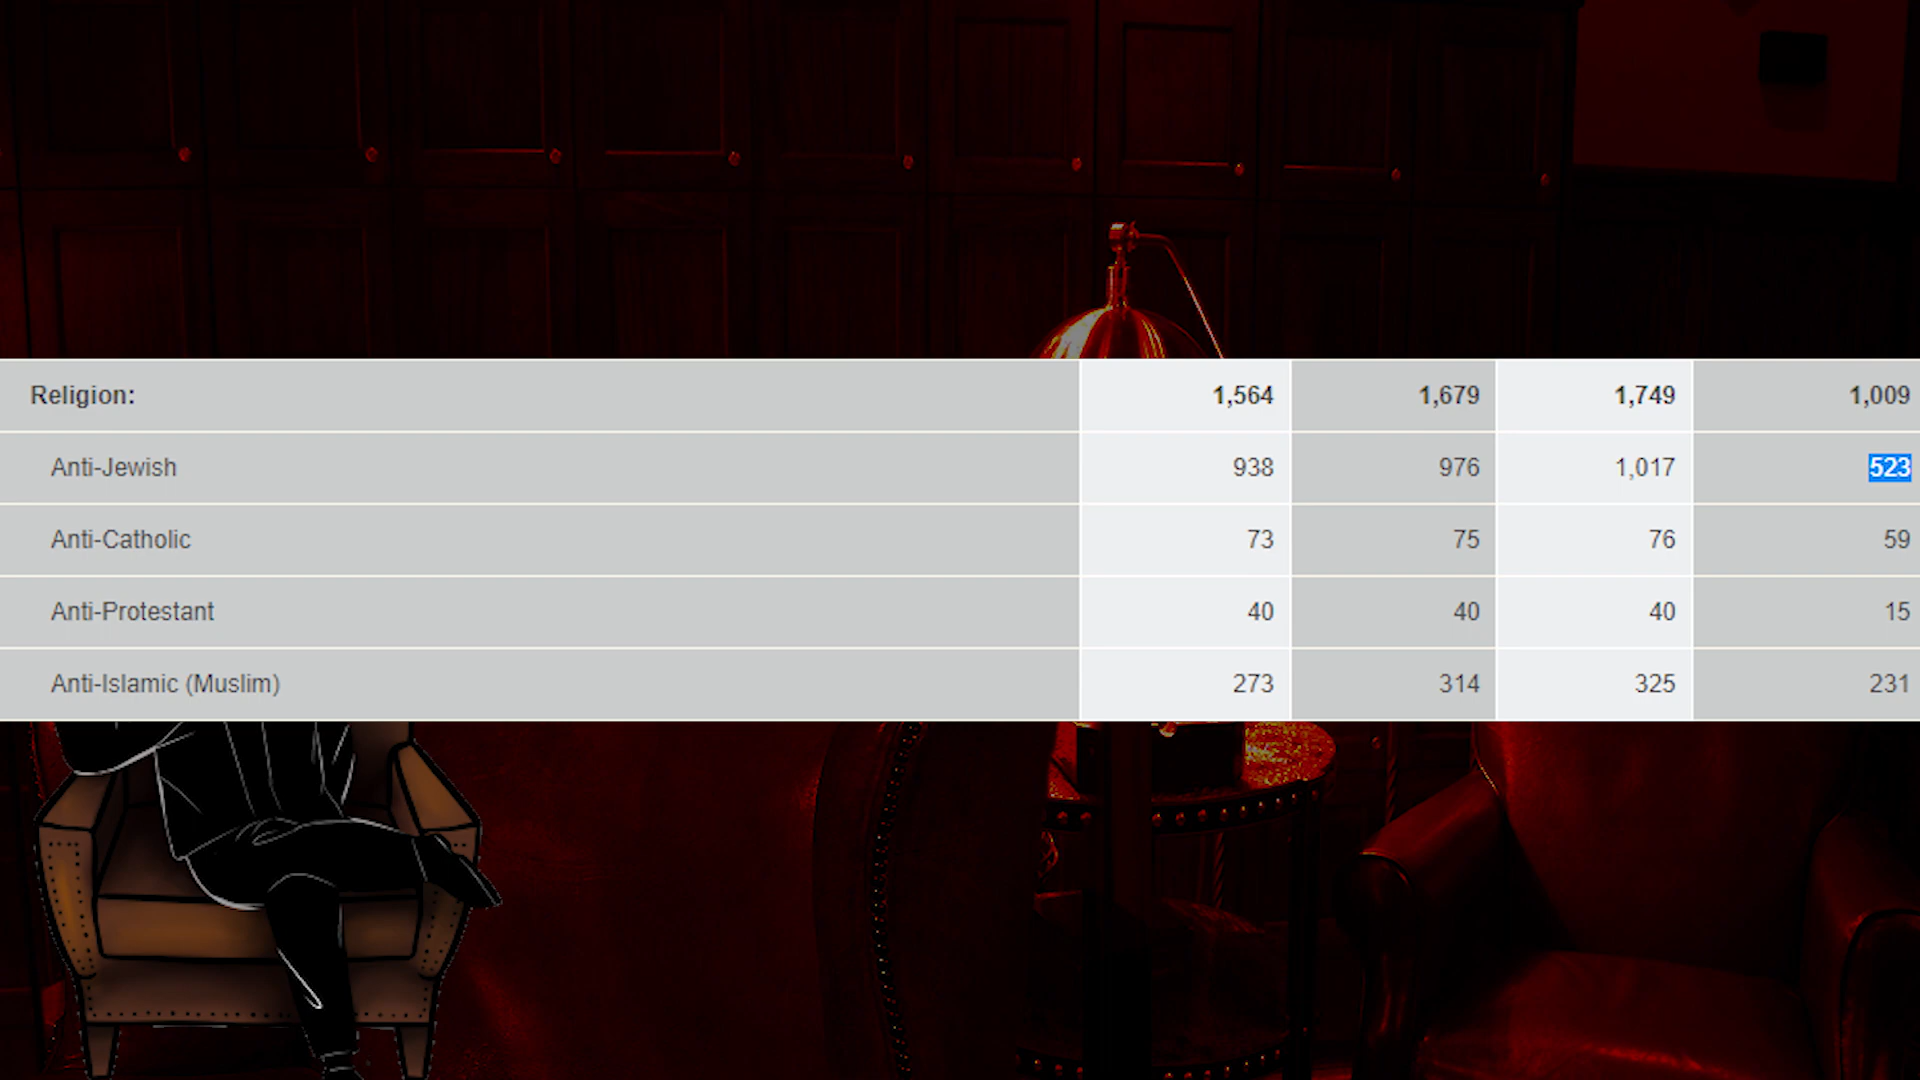 Religion: 1,564 1,679 1,749 1,009
Anti-Jewish 938 976 1,017 523
Anti-Catholic 73 75 76 59
Anti-Protestant 40 40 40 15
Anti-Islamic (Muslim) 273 314 325 231